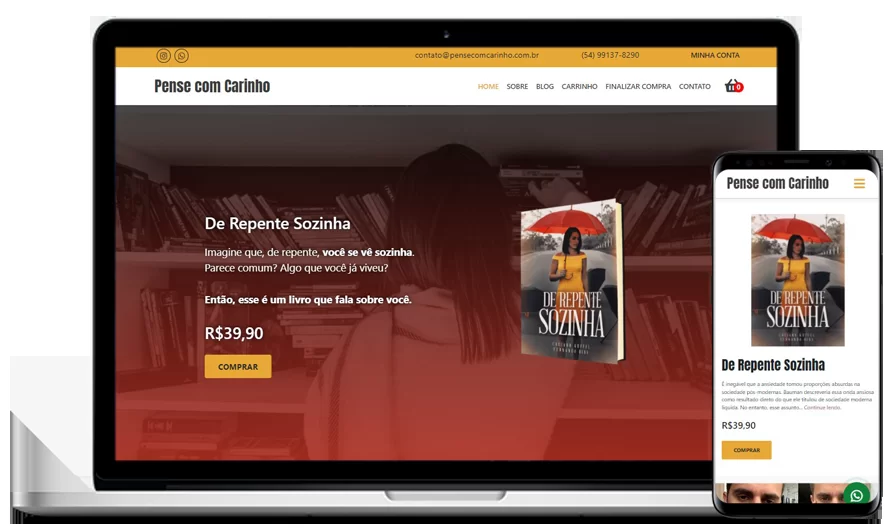 contato@pensecomcarinho.com.br
(54) 99137-8290
MINHA CONTA
Pense com Carinho
HOME SOBRE BLOG CARRINHO FINALIZAR COMPRA CONTATO
0
De Repente Sozinha
Imagine que, de repente, você se vê sozinha.
Parece comum? Algo que você já viveu?
Então, esse é um livro que fala sobre você.
R$39,90
COMPRAR
DE REPENTE
SOZINHA
Pense com Carinho
DE REPENTE
SOZINHA
De Repente Sozinha
É inegável que a ansiedade tomou proporções absurdas na
sociedade pós-modernas. Bauman descreveria essa onda ansiosa
como resultado direto do que ele titulou de sociedade moderna
líquida. No entanto, esse assunto... Continue lendo.
R$39,90
COMPRAR